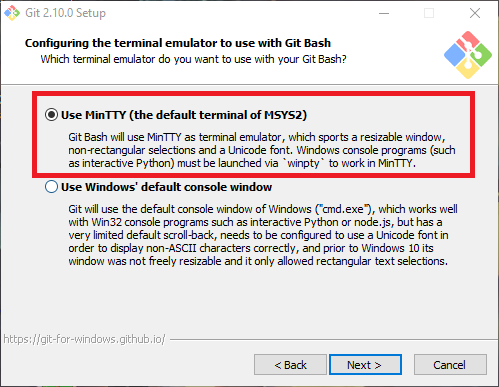 Git 2.10.0 Setup
Configuring the terminal emulator to use with Git Bash
Which terminal emulator do you want to use with your Git Bash?
Use MinTTY (the default terminal of MSYS2)
Git Bash will use MinTTY as terminal emulator, which sports a resizable window,
non-rectangular selections and a Unicode font. Windows console programs (such
as interactive Python) must be launched via `winpty` to work in MinTTY.
Use Windows' default console window
Git will use the default console window of Windows ("cmd.exe"), which works well
with Win32 console programs such as interactive Python or node.js, but has a
very limited default scroll-back, needs to be configured to use a Unicode font in
order to display non-ASCII characters correctly, and prior to Windows 10 its
window was not freely resizable and it only allowed rectangular text selections.
https://git-for-windows.github.io/
< Back
Next >
Cancel